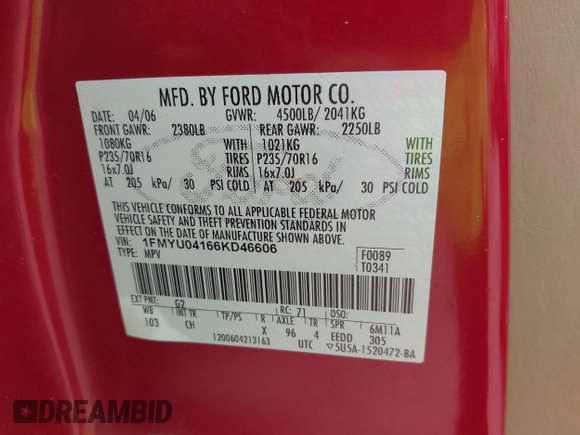 MFD. BY FORD MOTOR CO.
DATE: 04/06 GVWR: 4500LB/ 2041KG
FRONT GAWR: 2380LB REAR GAWR: 2250LB
1080KG WITH 1021KG WITH
P235/70R16 TIRES P235/70R16 TIRES
16x7.0J RIMS 16x7.0J RIMS
AT 205 kPa/ 30 PSI COLD AT 205 kPa/ 30 PSI COLD
THIS VEHICLE CONFORMS TO ALL APPLICABLE FEDERAL MOTOR
VEHICLE SAFETY AND THEFT PREVENTION STANDARDS IN
EFFECT ON THE DATE OF MANUFACTURE SHOWN ABOVE.
VIN: 1FMYU04166KD46606 F0089
TYPE: MPV T0341
EXT PNT: G2 RC: 71 DSO:
WB INT TR TP/PS R AXLE TR SPR 6M11A
103 CH X 96 4 EEDD 305
1200604213163 UTC ▽5U5A-1520472-BA
DREAMBID